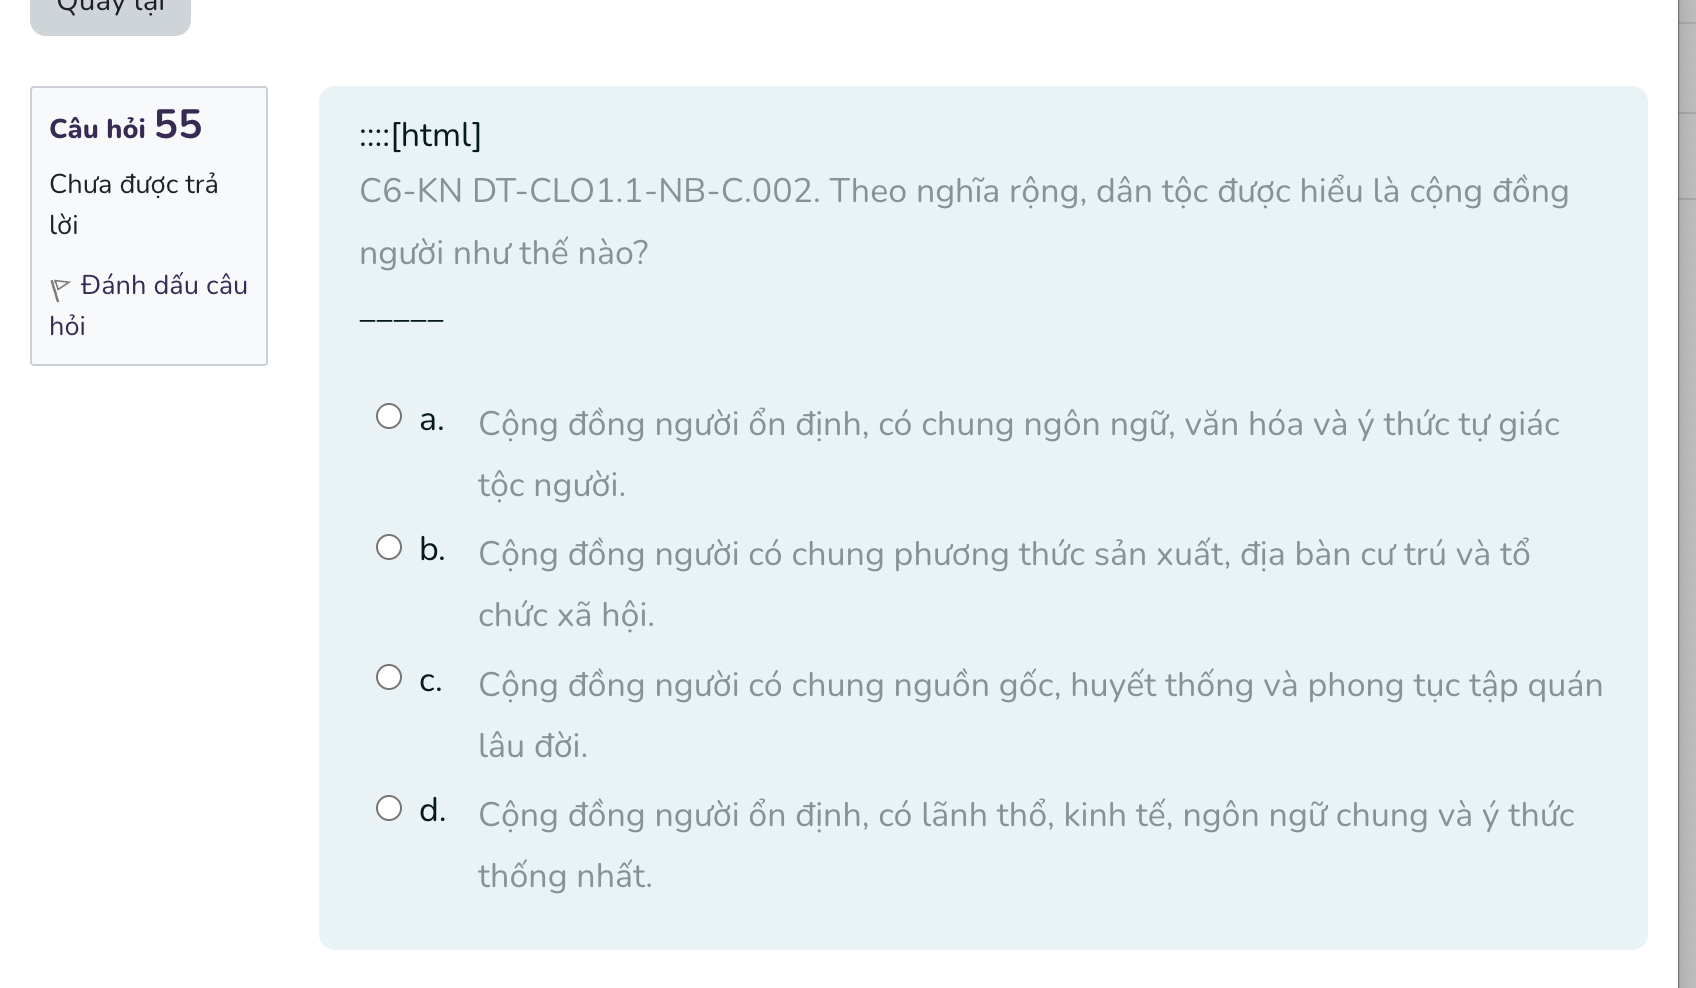 Quay lại
Câu hỏi 55
Chưa được trả
lời
Đánh dấu câu
hỏi
::::[html]
C6-KN DT-CLO1.1-NB-C.002. Theo nghĩa rộng, dân tộc được hiểu là cộng đồng
người như thế nào?
_____
a. Cộng đồng người ổn định, có chung ngôn ngữ, văn hóa và ý thức tự giác
tộc người.
b. Cộng đồng người có chung phương thức sản xuất, địa bàn cư trú và tổ
chức xã hội.
c. Cộng đồng người có chung nguồn gốc, huyết thống và phong tục tập quán
lâu đời.
d. Cộng đồng người ổn định, có lãnh thổ, kinh tế, ngôn ngữ chung và ý thức
thống nhất.